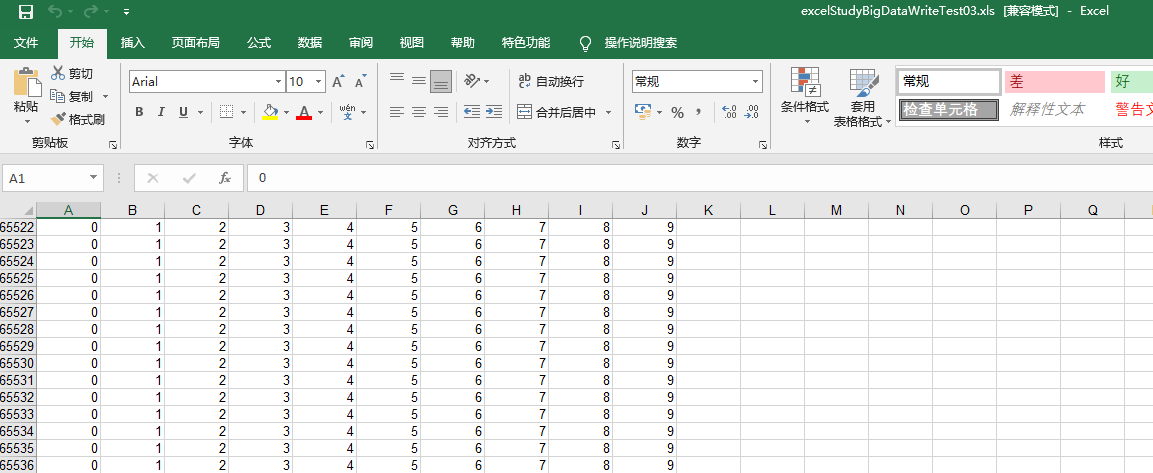 excelStudyBigDataWriteTest03.xls [兼容模式] - Excel
文件 开始 插入 页面布局 公式 数据 审阅 视图 帮助 特色功能 操作说明搜索
粘贴 剪切 复制 格式刷 剪贴板
Arial 10 A A
B I U A wén 文 字体
ab 自动换行 合并后居中 对齐方式
常规 % , .00 .0 数字
条件格式 套用 表格格式
常规 差 好
检查单元格 解释性文本 警告文
样式
A1 fx 0
A B C D E F G H I J K L M N O P Q
65522 0 1 2 3 4 5 6 7 8 9
65523 0 1 2 3 4 5 6 7 8 9
65524 0 1 2 3 4 5 6 7 8 9
65525 0 1 2 3 4 5 6 7 8 9
65526 0 1 2 3 4 5 6 7 8 9
65527 0 1 2 3 4 5 6 7 8 9
65528 0 1 2 3 4 5 6 7 8 9
65529 0 1 2 3 4 5 6 7 8 9
65530 0 1 2 3 4 5 6 7 8 9
65531 0 1 2 3 4 5 6 7 8 9
65532 0 1 2 3 4 5 6 7 8 9
65533 0 1 2 3 4 5 6 7 8 9
65534 0 1 2 3 4 5 6 7 8 9
65535 0 1 2 3 4 5 6 7 8 9
65536 0 1 2 3 4 5 6 7 8 9